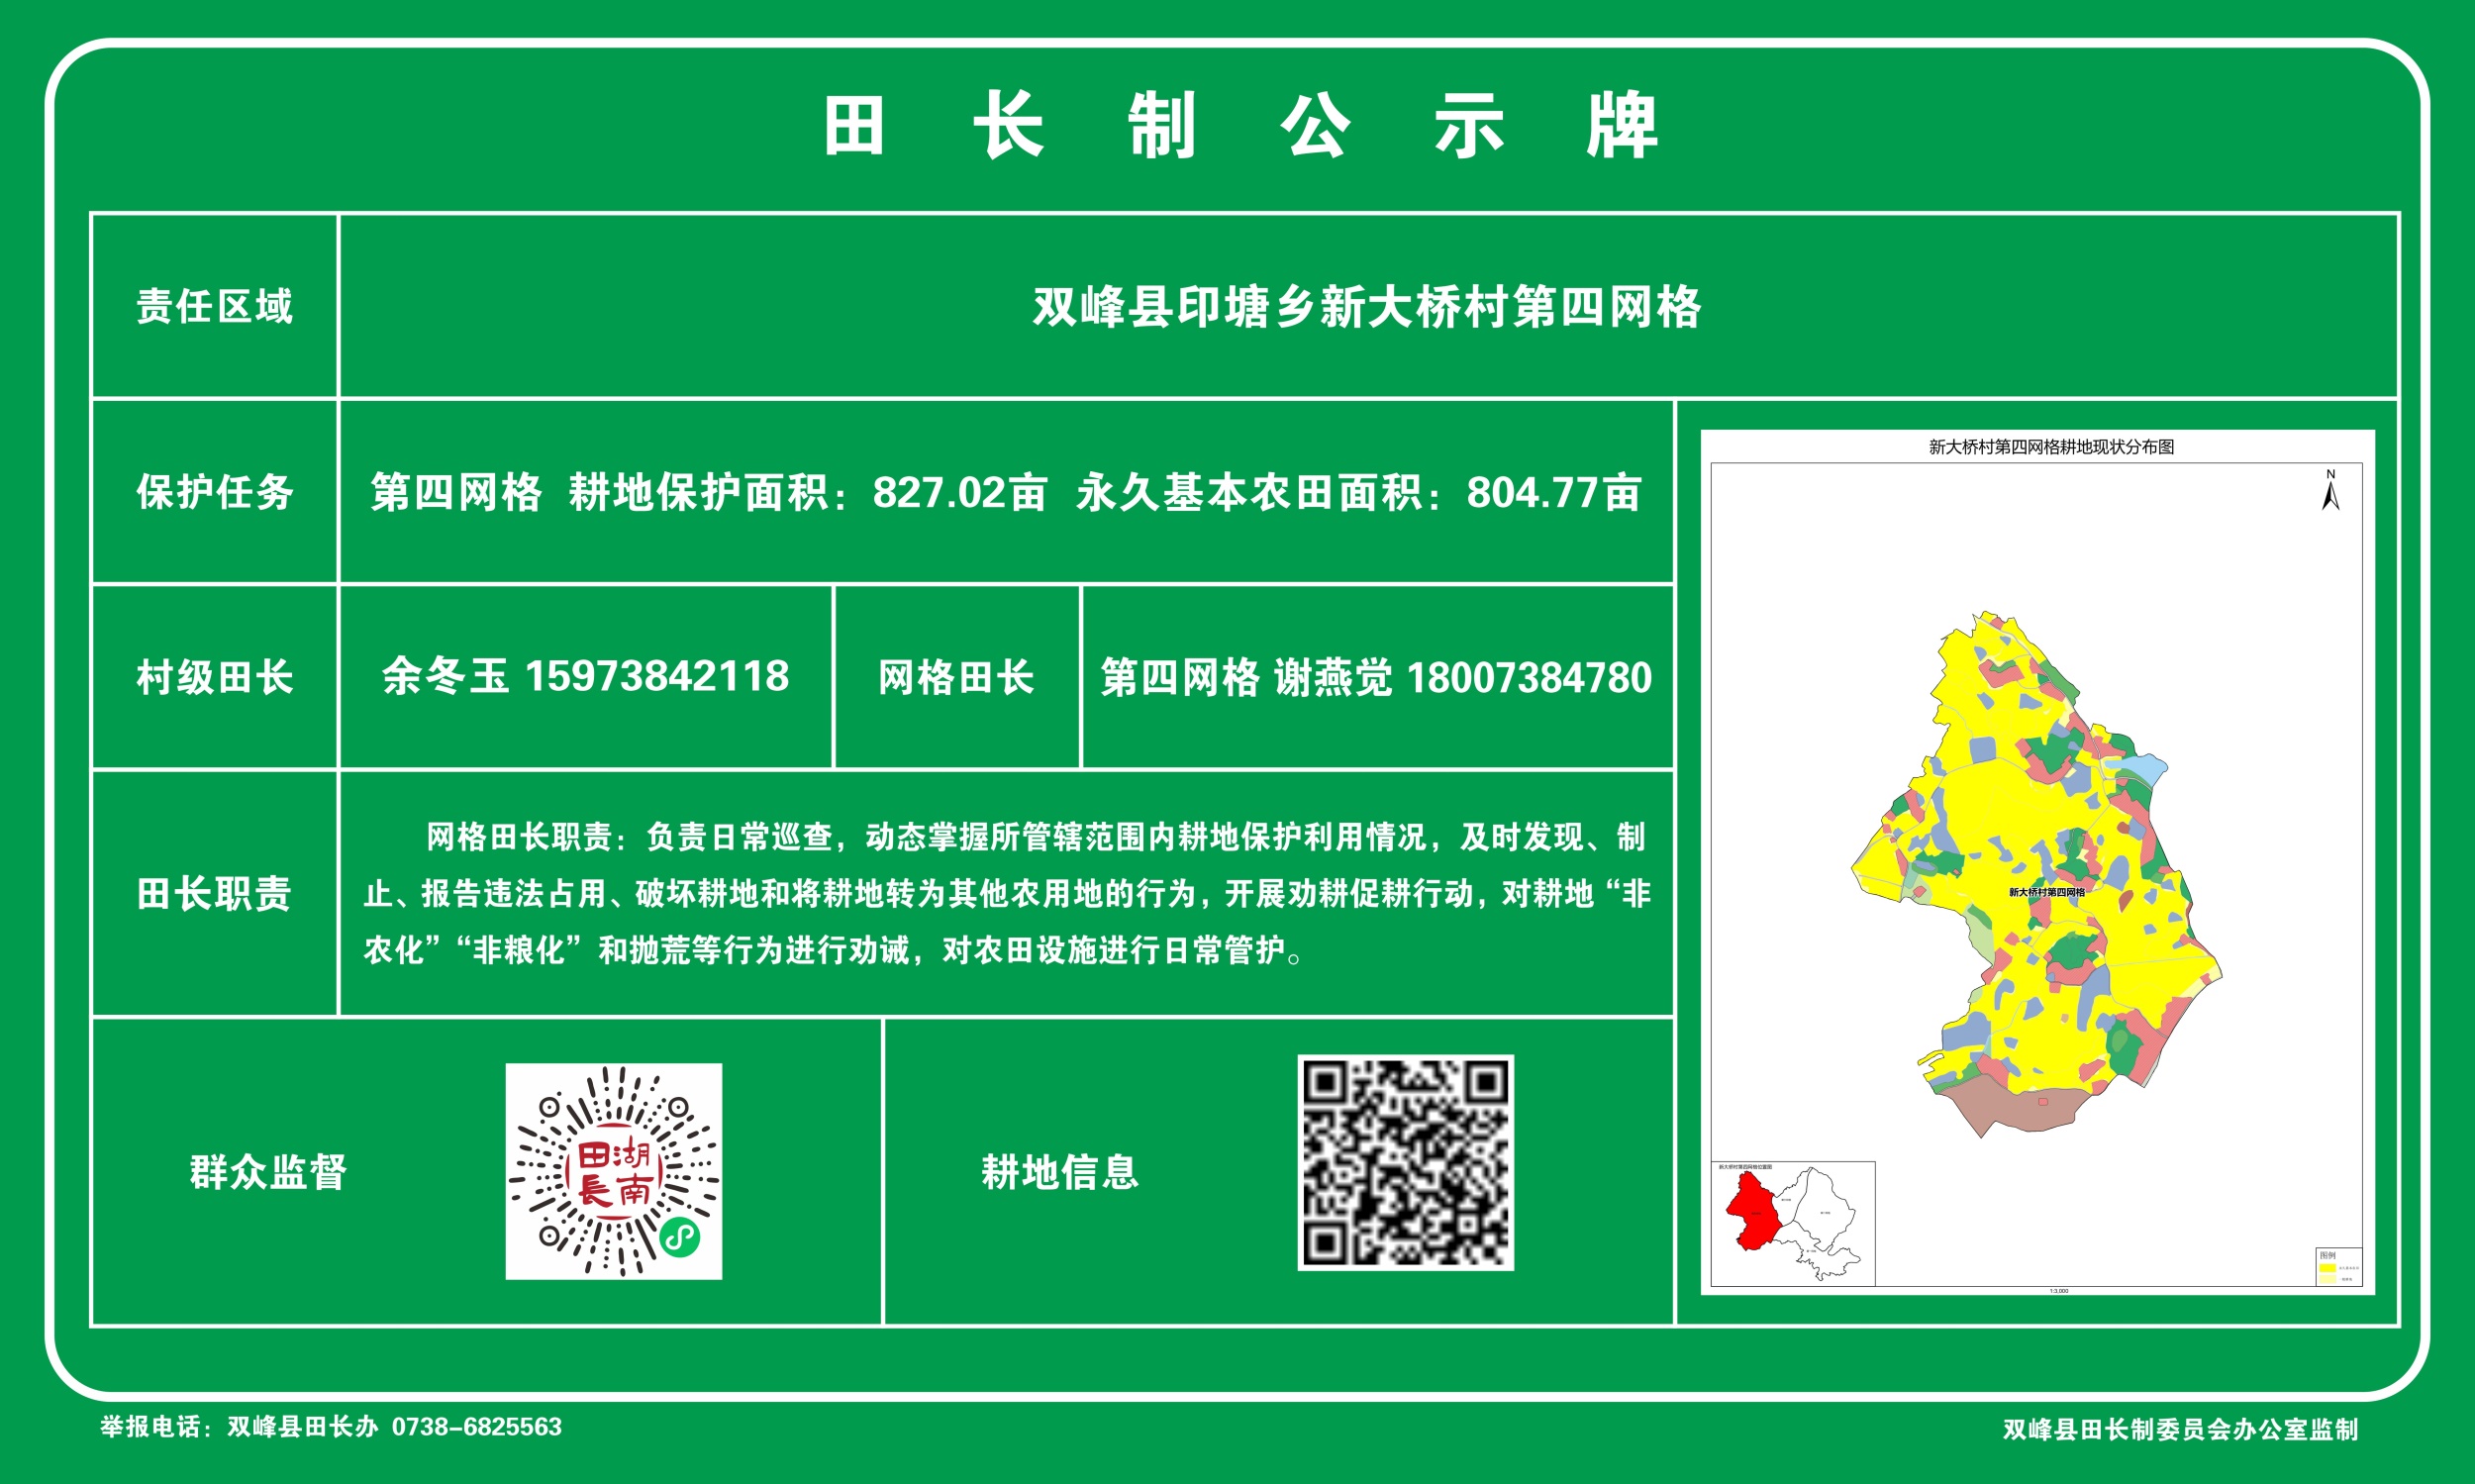 田长制公示牌
责任区域
双峰县印塘乡新大桥村第四网格
保护任务
第四网格 耕地保护面积：827.02亩 永久基本农田面积：804.77亩
村级田长
余冬玉 15973842118
网格田长
第四网格 谢燕觉 18007384780
田长职责
网格田长职责：负责日常巡查，动态掌握所管辖范围内耕地保护利用情况，及时发现、制
止、报告违法占用、破坏耕地和将耕地转为其他农用地的行为，开展劝耕促耕行动，对耕地“非
农化”“非粮化”和抛荒等行为进行劝诫，对农田设施进行日常管护。
群众监督
田長
湖南
耕地信息
新大桥村第四网格耕地现状分布图
N
新大桥村第四网格
新大桥村第四网格位置图
图例
1:3,000
举报电话：双峰县田长办 0738-6825563
双峰县田长制委员会办公室监制